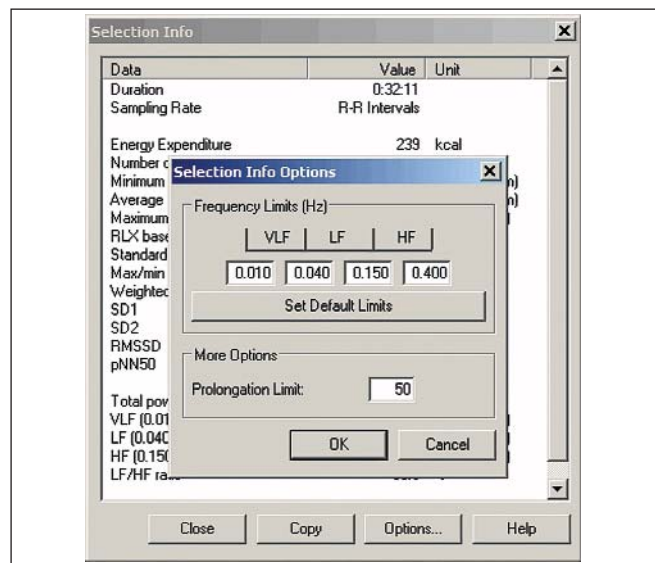 Selection Info
Data Value Unit
Duration 0:32:11
Sampling Rate R-R Intervals
Energy Expenditure 239 kcal
Number
Minimum
Average
Maximum
RLX base
Standard
Max/min
Weighted
SD1
SD2
RMSSD
pNN50
Total pow
VLF (0.01
LF (0.040
HF (0.150
LF/HF ratio
Selection Info Options
Frequency Limits (Hz)
VLF LF HF
0.010 0.040 0.150 0.400
Set Default Limits
More Options
Prolongation Limit: 50
OK Cancel
Close Copy Options... Help